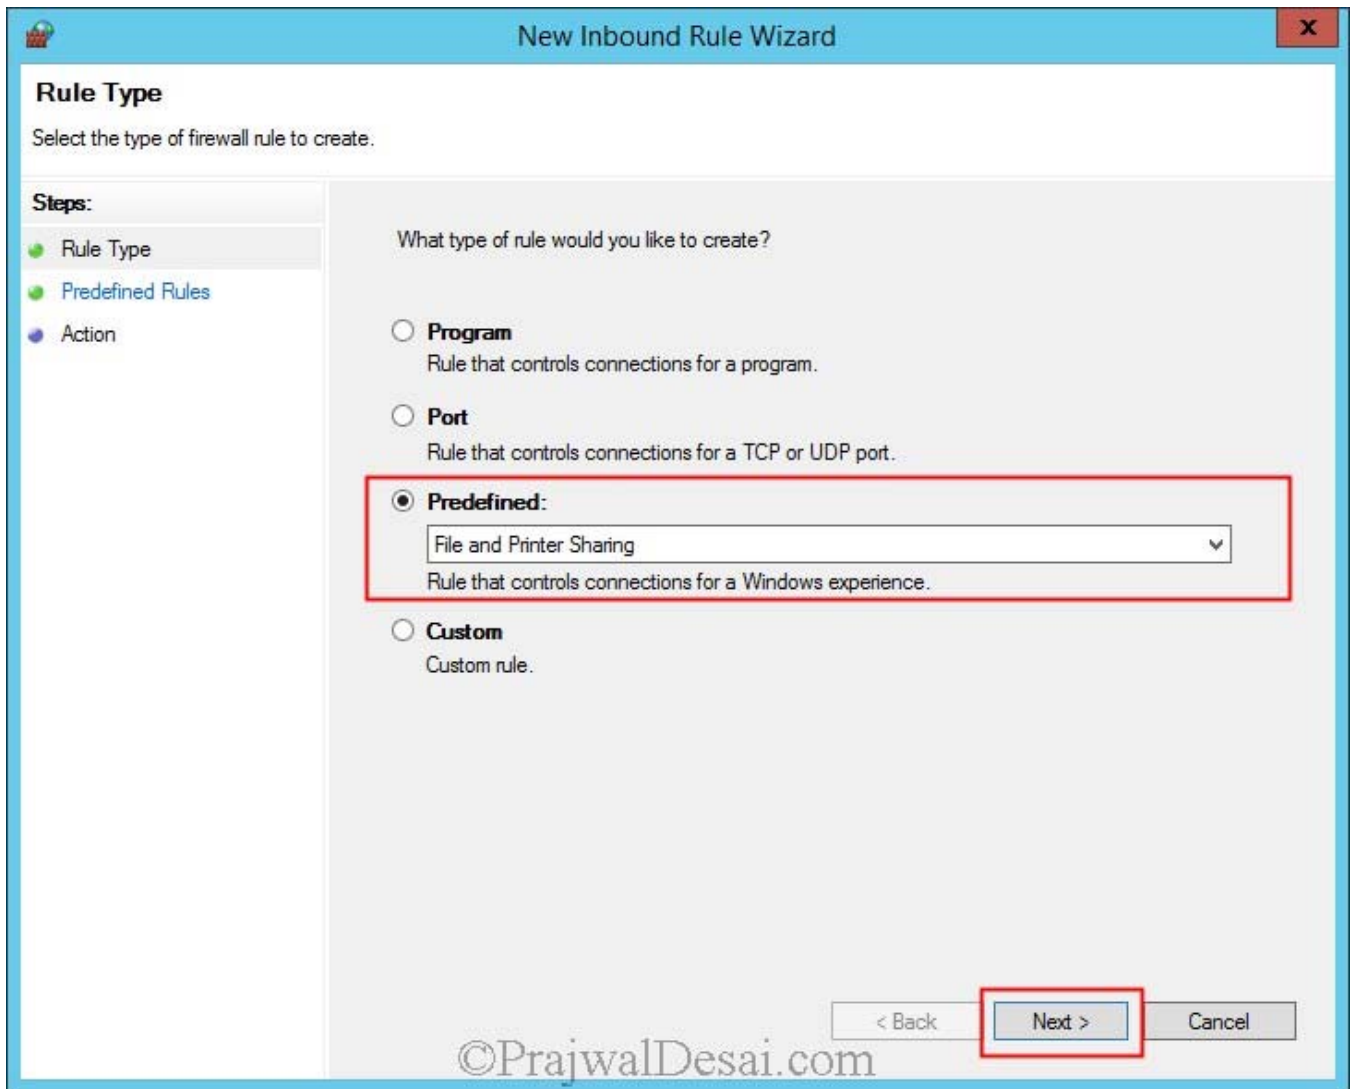 New Inbound Rule Wizard
x
Rule Type
Select the type of firewall rule to create.
Steps:
Rule Type
Predefined Rules
Action
What type of rule would you like to create?
Program
Rule that controls connections for a program.
Port
Rule that controls connections for a TCP or UDP port.
Predefined:
File and Printer Sharing
Rule that controls connections for a Windows experience.
Custom
Custom rule.
< Back Next > Cancel
©PrajwalDesai.com